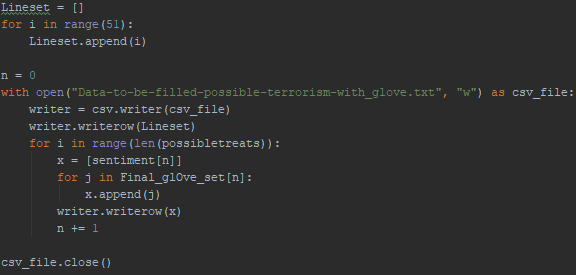 Lineset = []
for i in range(51):
    Lineset.append(i)

n = 0
with open("Data-to-be-filled-possible-terrorism-with_glove.txt", "w") as csv_file:
    writer = csv.writer(csv_file)
    writer.writerow(Lineset)
    for i in range(len(possibletreats)):
        x = [sentiment[n]]
        for j in Final_glOve_set[n]:
            x.append(j)
        writer.writerow(x)
        n += 1

csv_file.close()